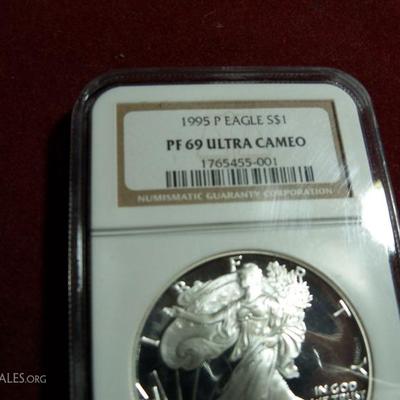 1995 P EAGLE S$1
PF 69 ULTRA CAMEO
1765455-001
NUMISMATIC GUARANTY CORPORATION
LIBERTY
IN GOD
WE TRUST
ALES.ORG